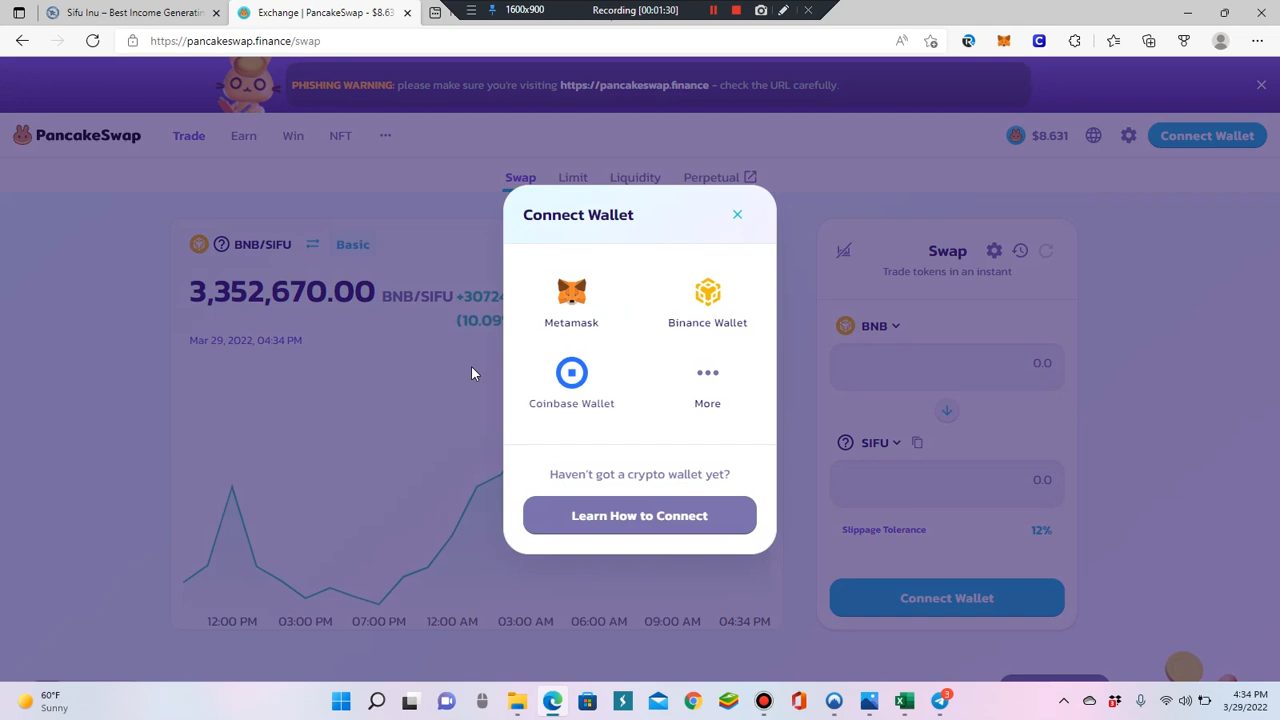 Sifu Inu – Best Income Generat
Exchange | PancakeSwap - $8.63
1600x900
Recording (00:01:30)
https://pancakeswap.finance/swap
PHISHING WARNING: please make sure you're visiting https://pancakeswap.finance - check the URL carefully.
PancakeSwap
Trade
Earn
Win
NFT
$8.631
Connect Wallet
Swap
Limit
Liquidity
Perpetual
BNB/SIFU
Basic
3,352,670.00 BNB/SIFU +30724
(10.09%
Mar 29, 2022, 04:34 PM
12:00 PM 03:00 PM 07:00 PM 12:00 AM 03:00 AM 06:00 AM 09:00 AM 04:34 PM
Connect Wallet
Metamask
Binance Wallet
Coinbase Wallet
More
Haven't got a crypto wallet yet?
Learn How to Connect
Swap
Trade tokens in an instant
BNB
0.0
SIFU
0.0
Slippage Tolerance
12%
Connect Wallet
60°F
Sunny
3
3
4:34 PM
3/29/2022